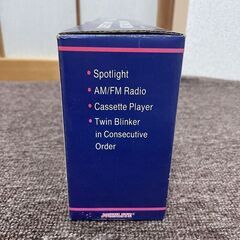 • Spotlight
• AM/FM Radio
• Cassette Player
• Twin Blinker
in Consecutive
Order